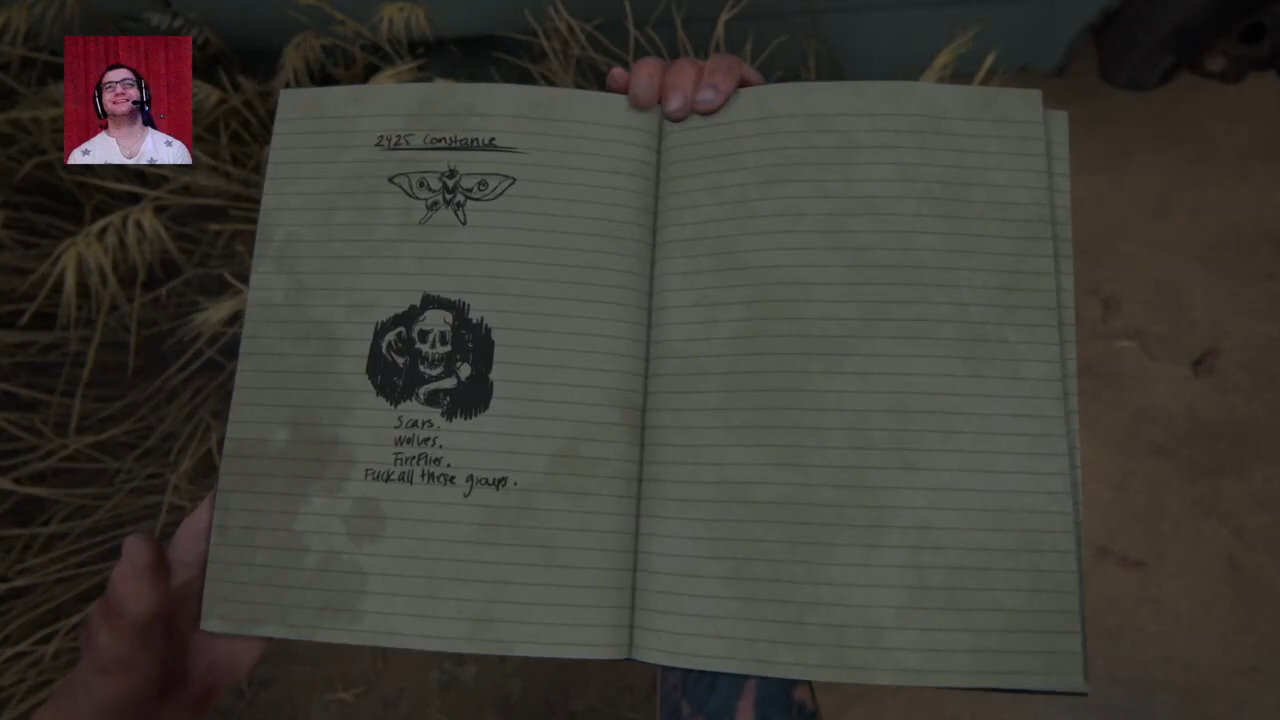 2425 Constance
Scars.
Wolves.
Fireflies.
Fuck all these groups.